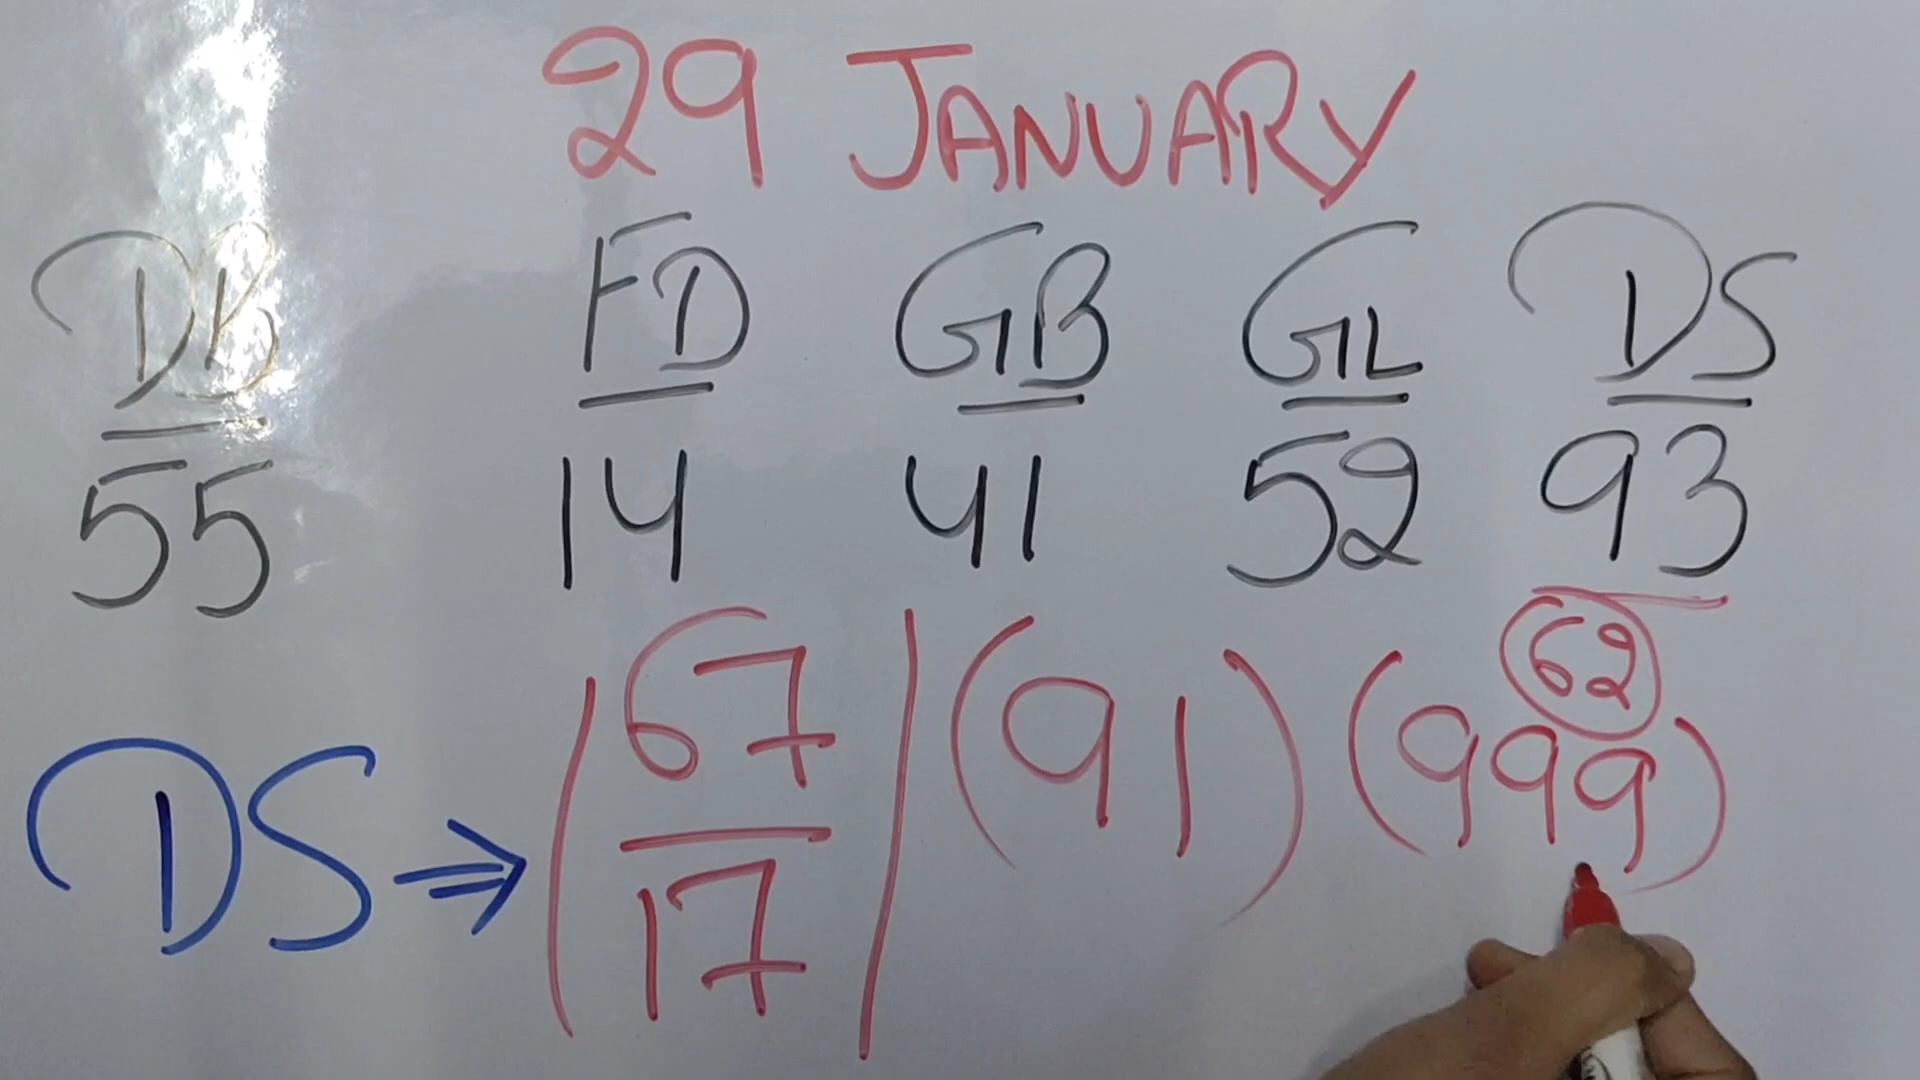 29 JANUARY
DB FD GB GL DS
55 14 41 52 93
62
67 (91) (999)
DS ⇒
17